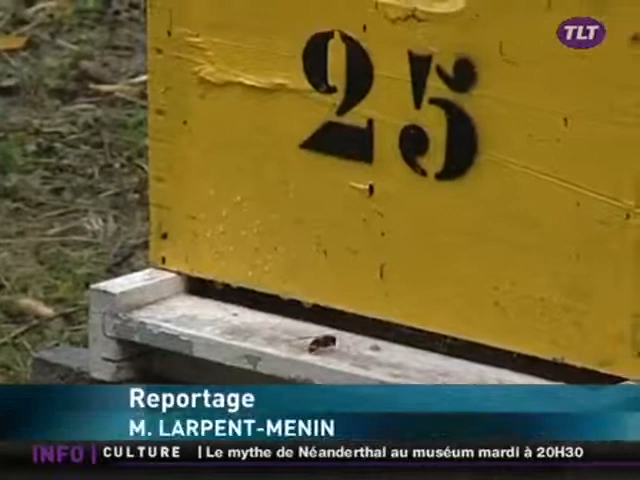 TLT
25
Reportage
M. LARPENT-MENIN
INFO | CULTURE | Le mythe de Néanderthal au muséum mardi à 20H30